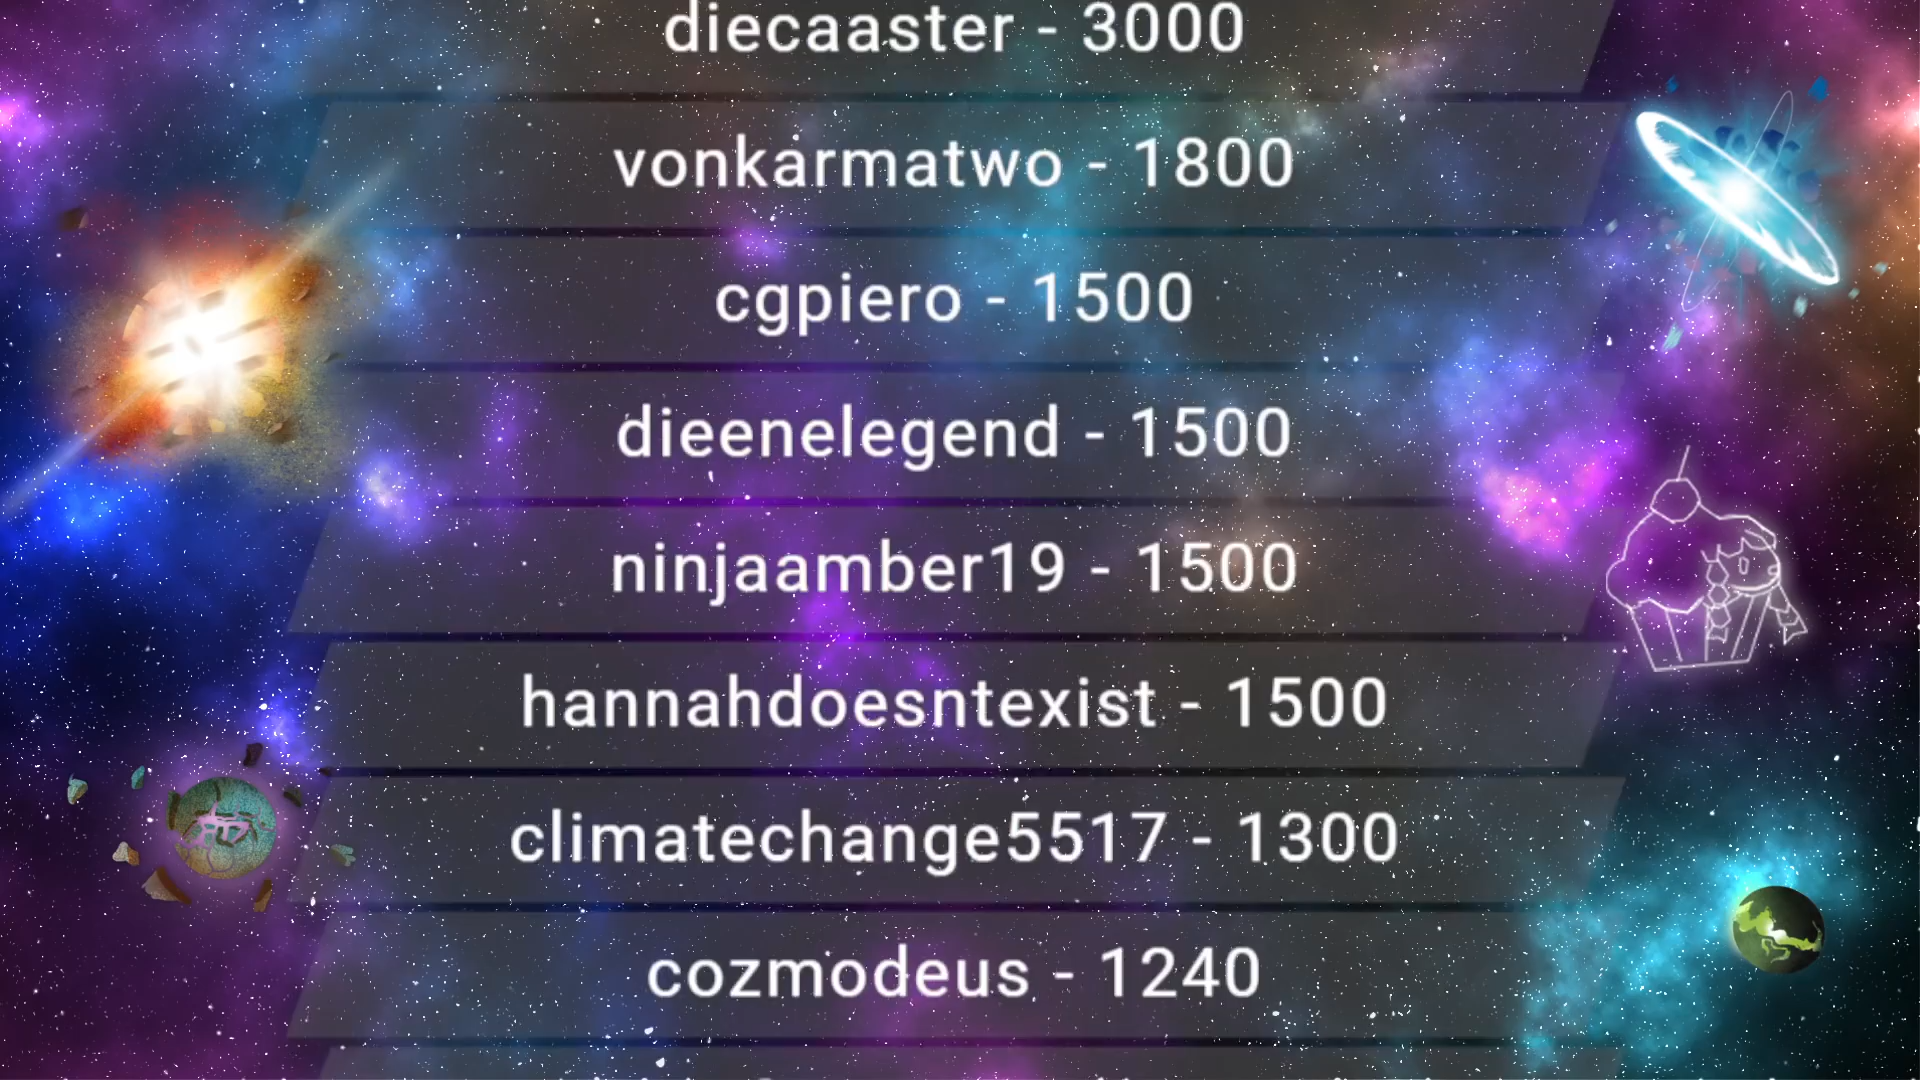 diecaaster - 3000
vonkarmatwo - 1800
cgpiero - 1500
dieenelegend - 1500
ninjaamber19 - 1500
hannahdoesntexist - 1500
climatechange5517 - 1300
cozmodeus - 1240